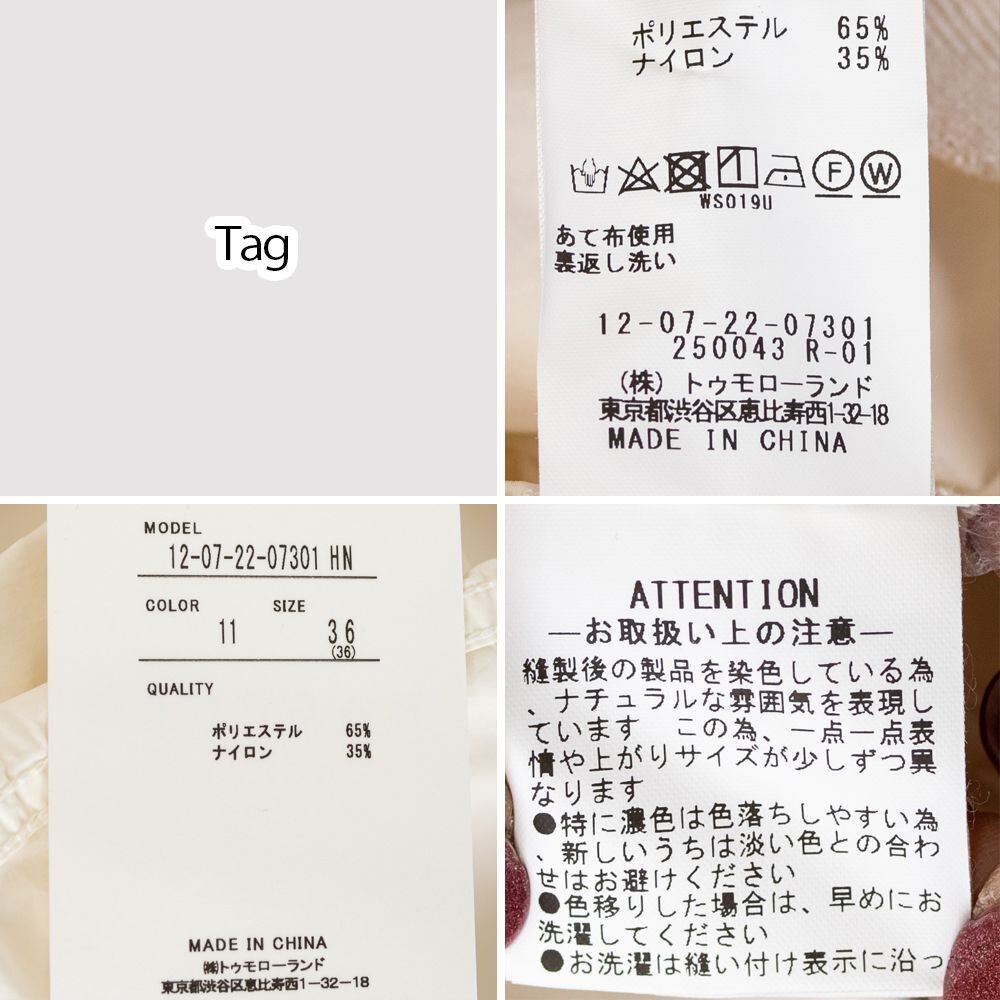 Tag
ポリエステル 65%
ナイロン 35%
F W
WS019U
あて布使用
裏返し洗い
12-07-22-07301
250043 R-01
(株)トゥモローランド
東京都渋谷区恵比寿西1-32-18
MADE IN CHINA
MODEL
12-07-22-07301 HN
COLOR SIZE
11 36
(36)
QUALITY
ポリエステル 65%
ナイロン 35%
MADE IN CHINA
㈱トゥモローランド
東京都渋谷区恵比寿西1-32-18
ATTENTION
―お取扱い上の注意―
縫製後の製品を染色している為
、ナチュラルな雰囲気を表現し
ています この為、一点一点表
情や上がりサイズが少しずつ異
なります
●特に濃色は色落ちしやすい為
、新しいうちは淡い色との合わ
せはお避けください
●色移りした場合は、早めにお
洗濯してください
●お洗濯は縫い付け表示に沿っ